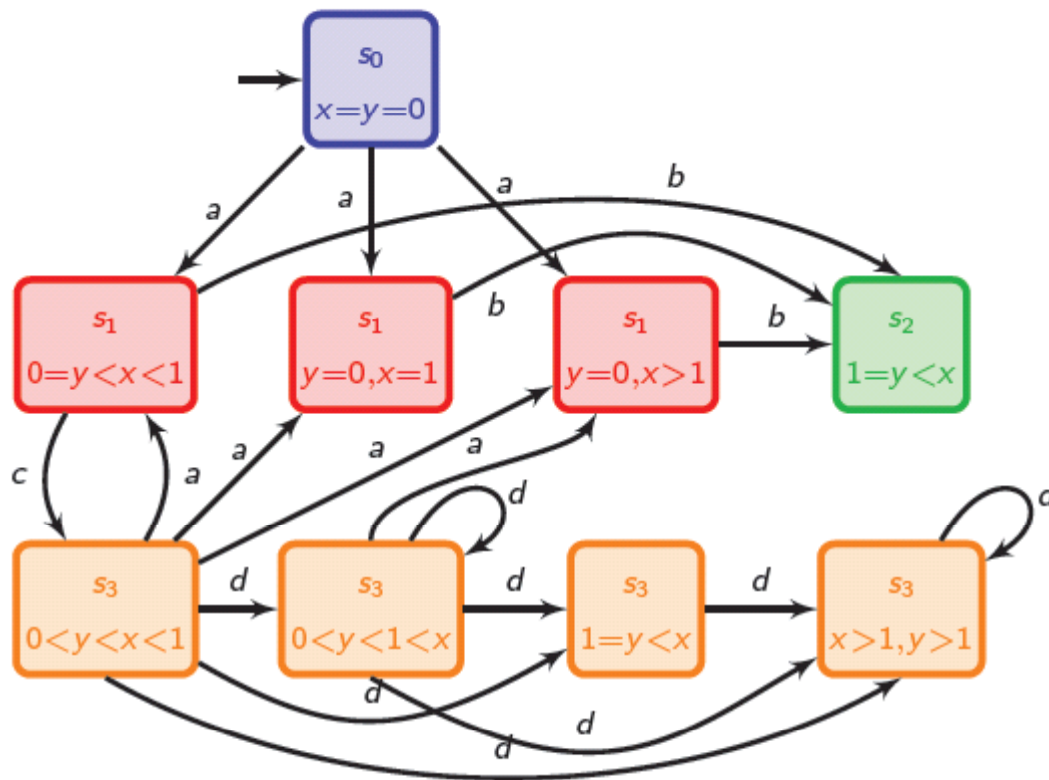 s₀
x=y=0
a
a
a
b
s₁
0=y<x<1
s₁
y=0,x=1
b
s₁
y=0,x>1
b
s₂
1=y<x
c
a
a
a
a
d
d
s₃
0<y<x<1
d
s₃
0<y<1<x
d
s₃
1=y<x
d
s₃
x>1,y>1
d
d
d